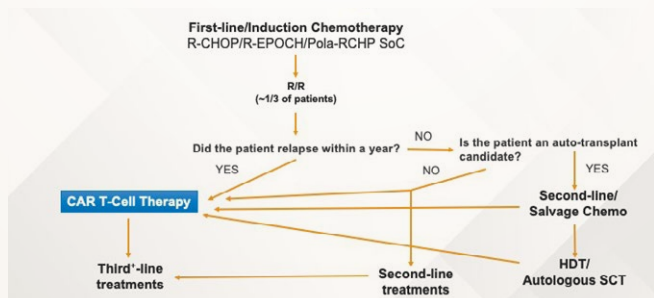 First-line/Induction Chemotherapy
R-CHOP/R-EPOCH/Pola-RCHP SoC
R/R
(~1/3 of patients)
Did the patient relapse within a year?
NO
Is the patient an auto-transplant
candidate?
YES
NO
YES
CAR T-Cell Therapy
Second-line/
Salvage Chemo
Third⁺-line
treatments
Second-line
treatments
HDT/
Autologous SCT